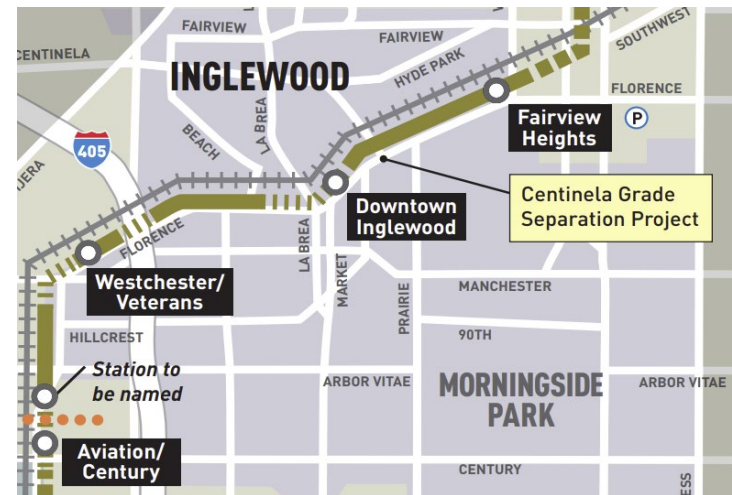 FAIRVIEW
FAIRVIEW
SOUTHWEST
CENTINELA
LA BREA
INGLEWOOD
HYDE PARK
FLORENCE
BEACH
LA BREA
Fairview
Heights
P
405
Centinela Grade
Separation Project
Downtown
Inglewood
FLORENCE
LA BREA
MARKET
PRAIRIE
Westchester/
Veterans
MANCHESTER
HILLCREST
90TH
Station to
be named
ARBOR VITAE
MORNINGSIDE
PARK
ARBOR VITAE
Aviation/
Century
CENTURY